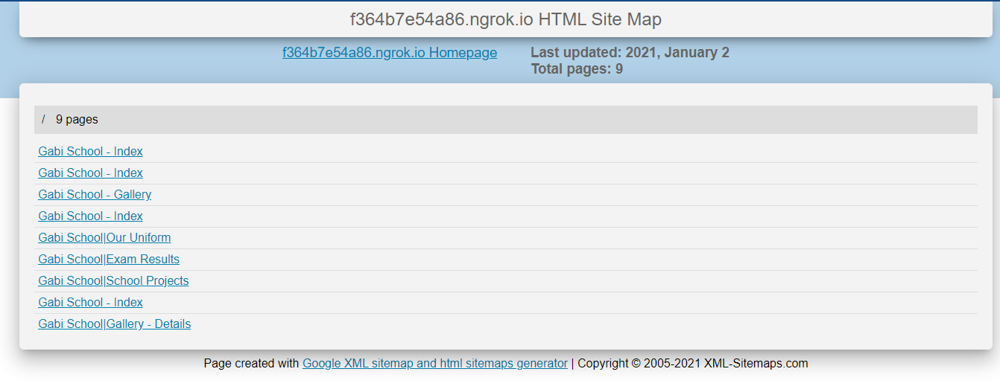 f364b7e54a86.ngrok.io HTML Site Map
f364b7e54a86.ngrok.io Homepage
Last updated: 2021, January 2
Total pages: 9
/ 9 pages
Gabi School - Index
Gabi School - Index
Gabi School - Gallery
Gabi School - Index
Gabi School|Our Uniform
Gabi School|Exam Results
Gabi School|School Projects
Gabi School - Index
Gabi School|Gallery - Details
Page created with Google XML sitemap and html sitemaps generator | Copyright © 2005-2021 XML-Sitemaps.com